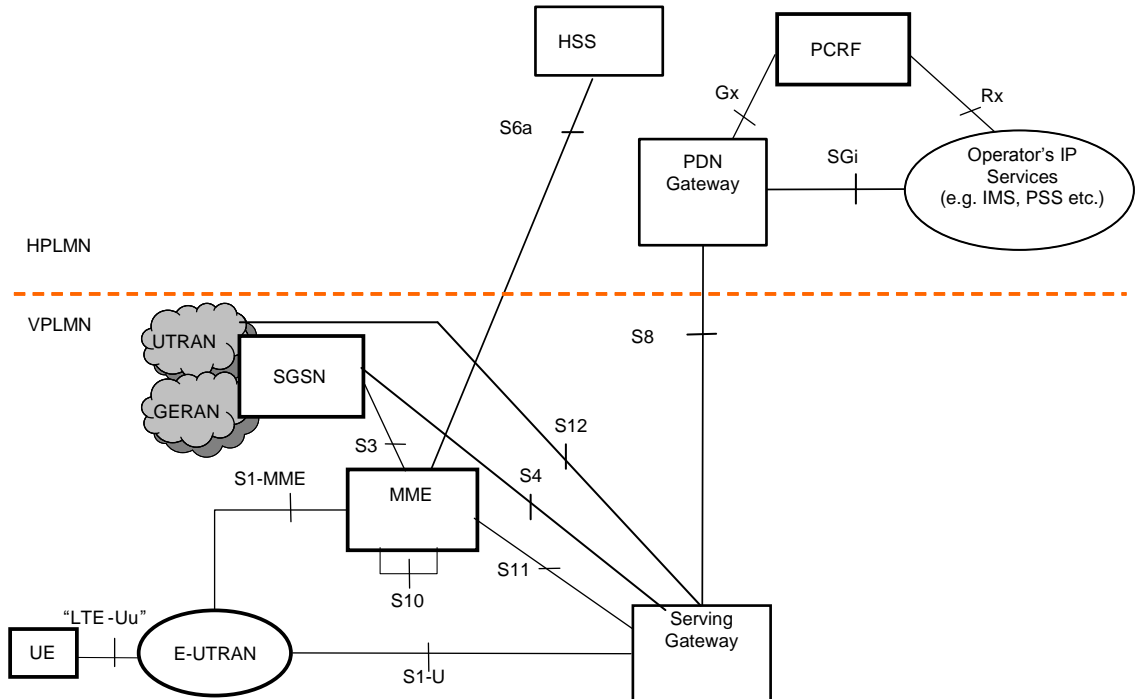 HSS
PCRF
Gx
Rx
S6a
PDN
Gateway
SGi
Operator's IP
Services
(e.g. IMS, PSS etc.)
HPLMN
VPLMN
UTRAN
S8
SGSN
GERAN
S3
S12
S4
S1-MME
MME
S11
S10
"LTE-Uu"
Serving
Gateway
UE
E-UTRAN
S1-U